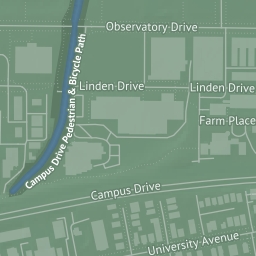 Observatory Drive
Linden Drive
Linden Drive
Farm Place
Campus Drive Pedestrian & Bicycle Path
Campus Drive
University Avenue